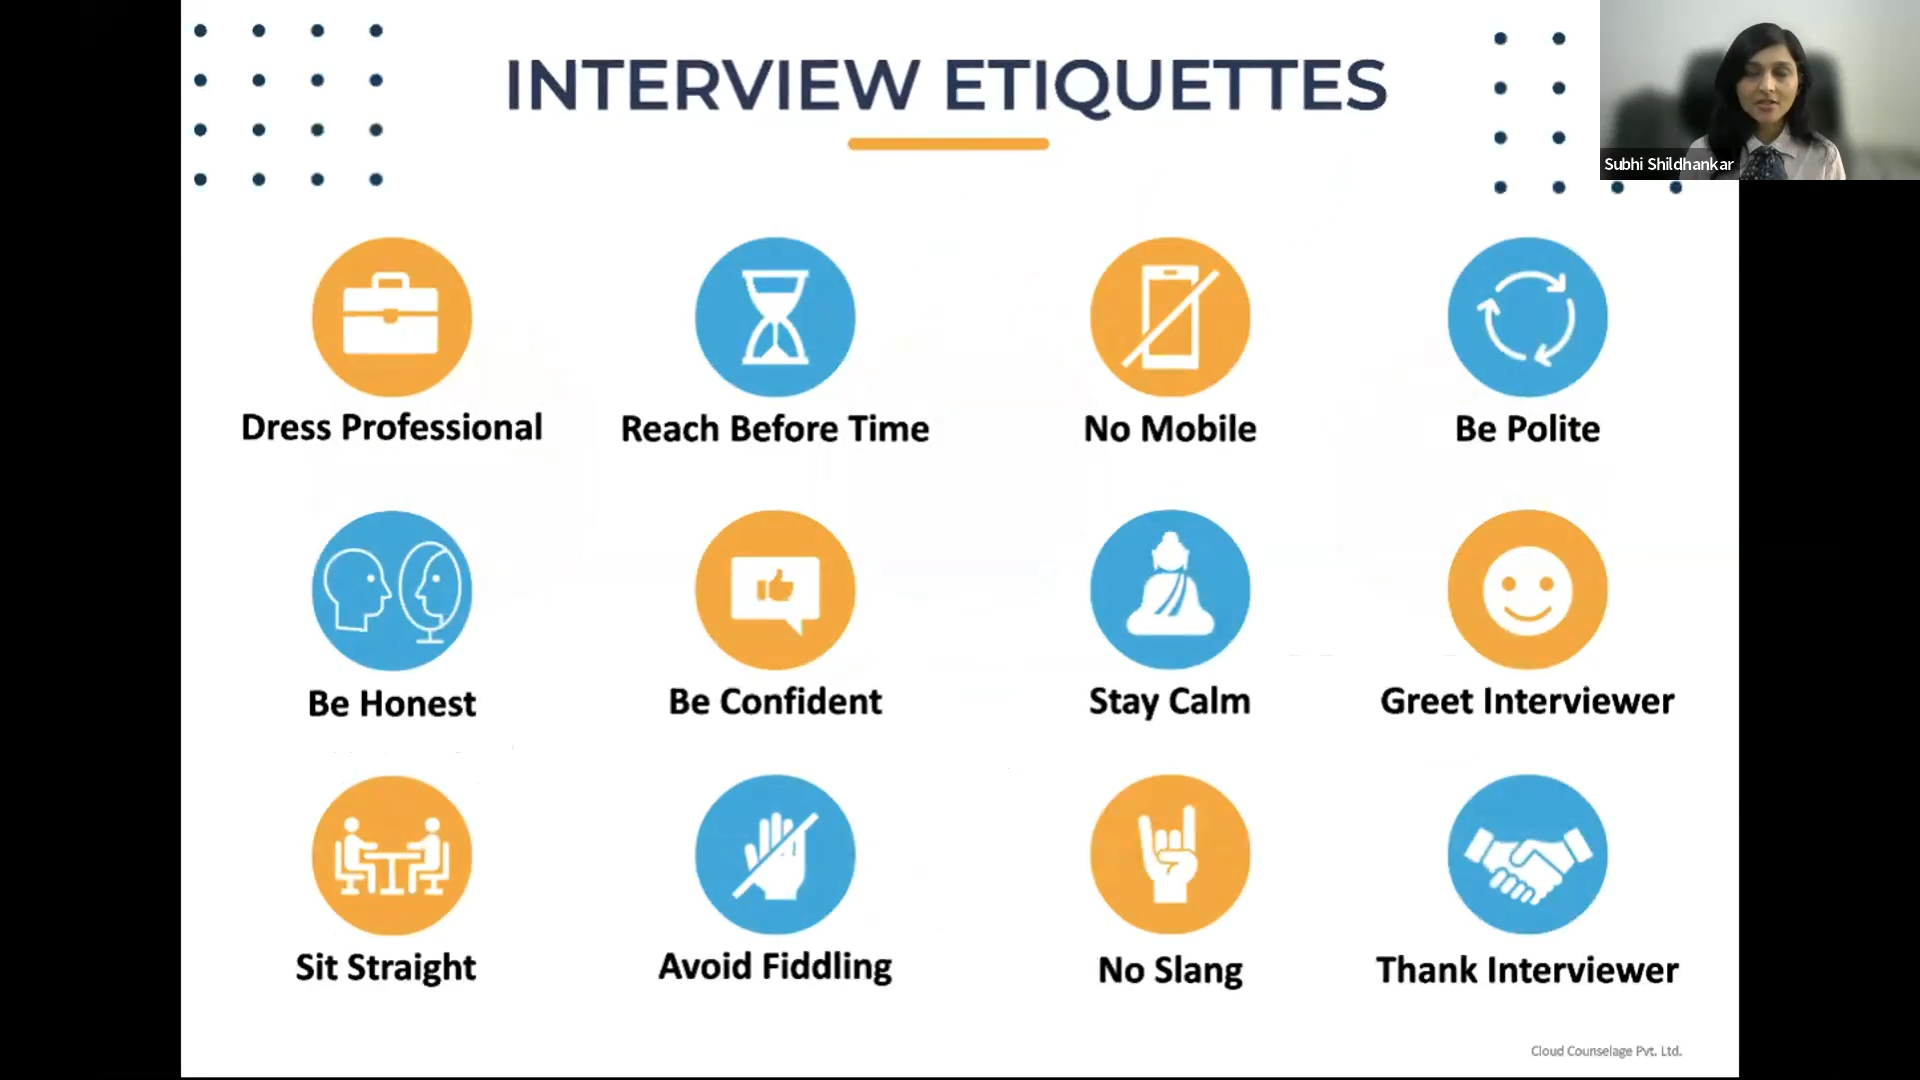 INTERVIEW ETIQUETTES
Subhi Shildhankar
Dress Professional
Reach Before Time
No Mobile
Be Polite
Be Honest
Be Confident
Stay Calm
Greet Interviewer
Sit Straight
Avoid Fiddling
No Slang
Thank Interviewer
Cloud Counselage Pvt. Ltd.